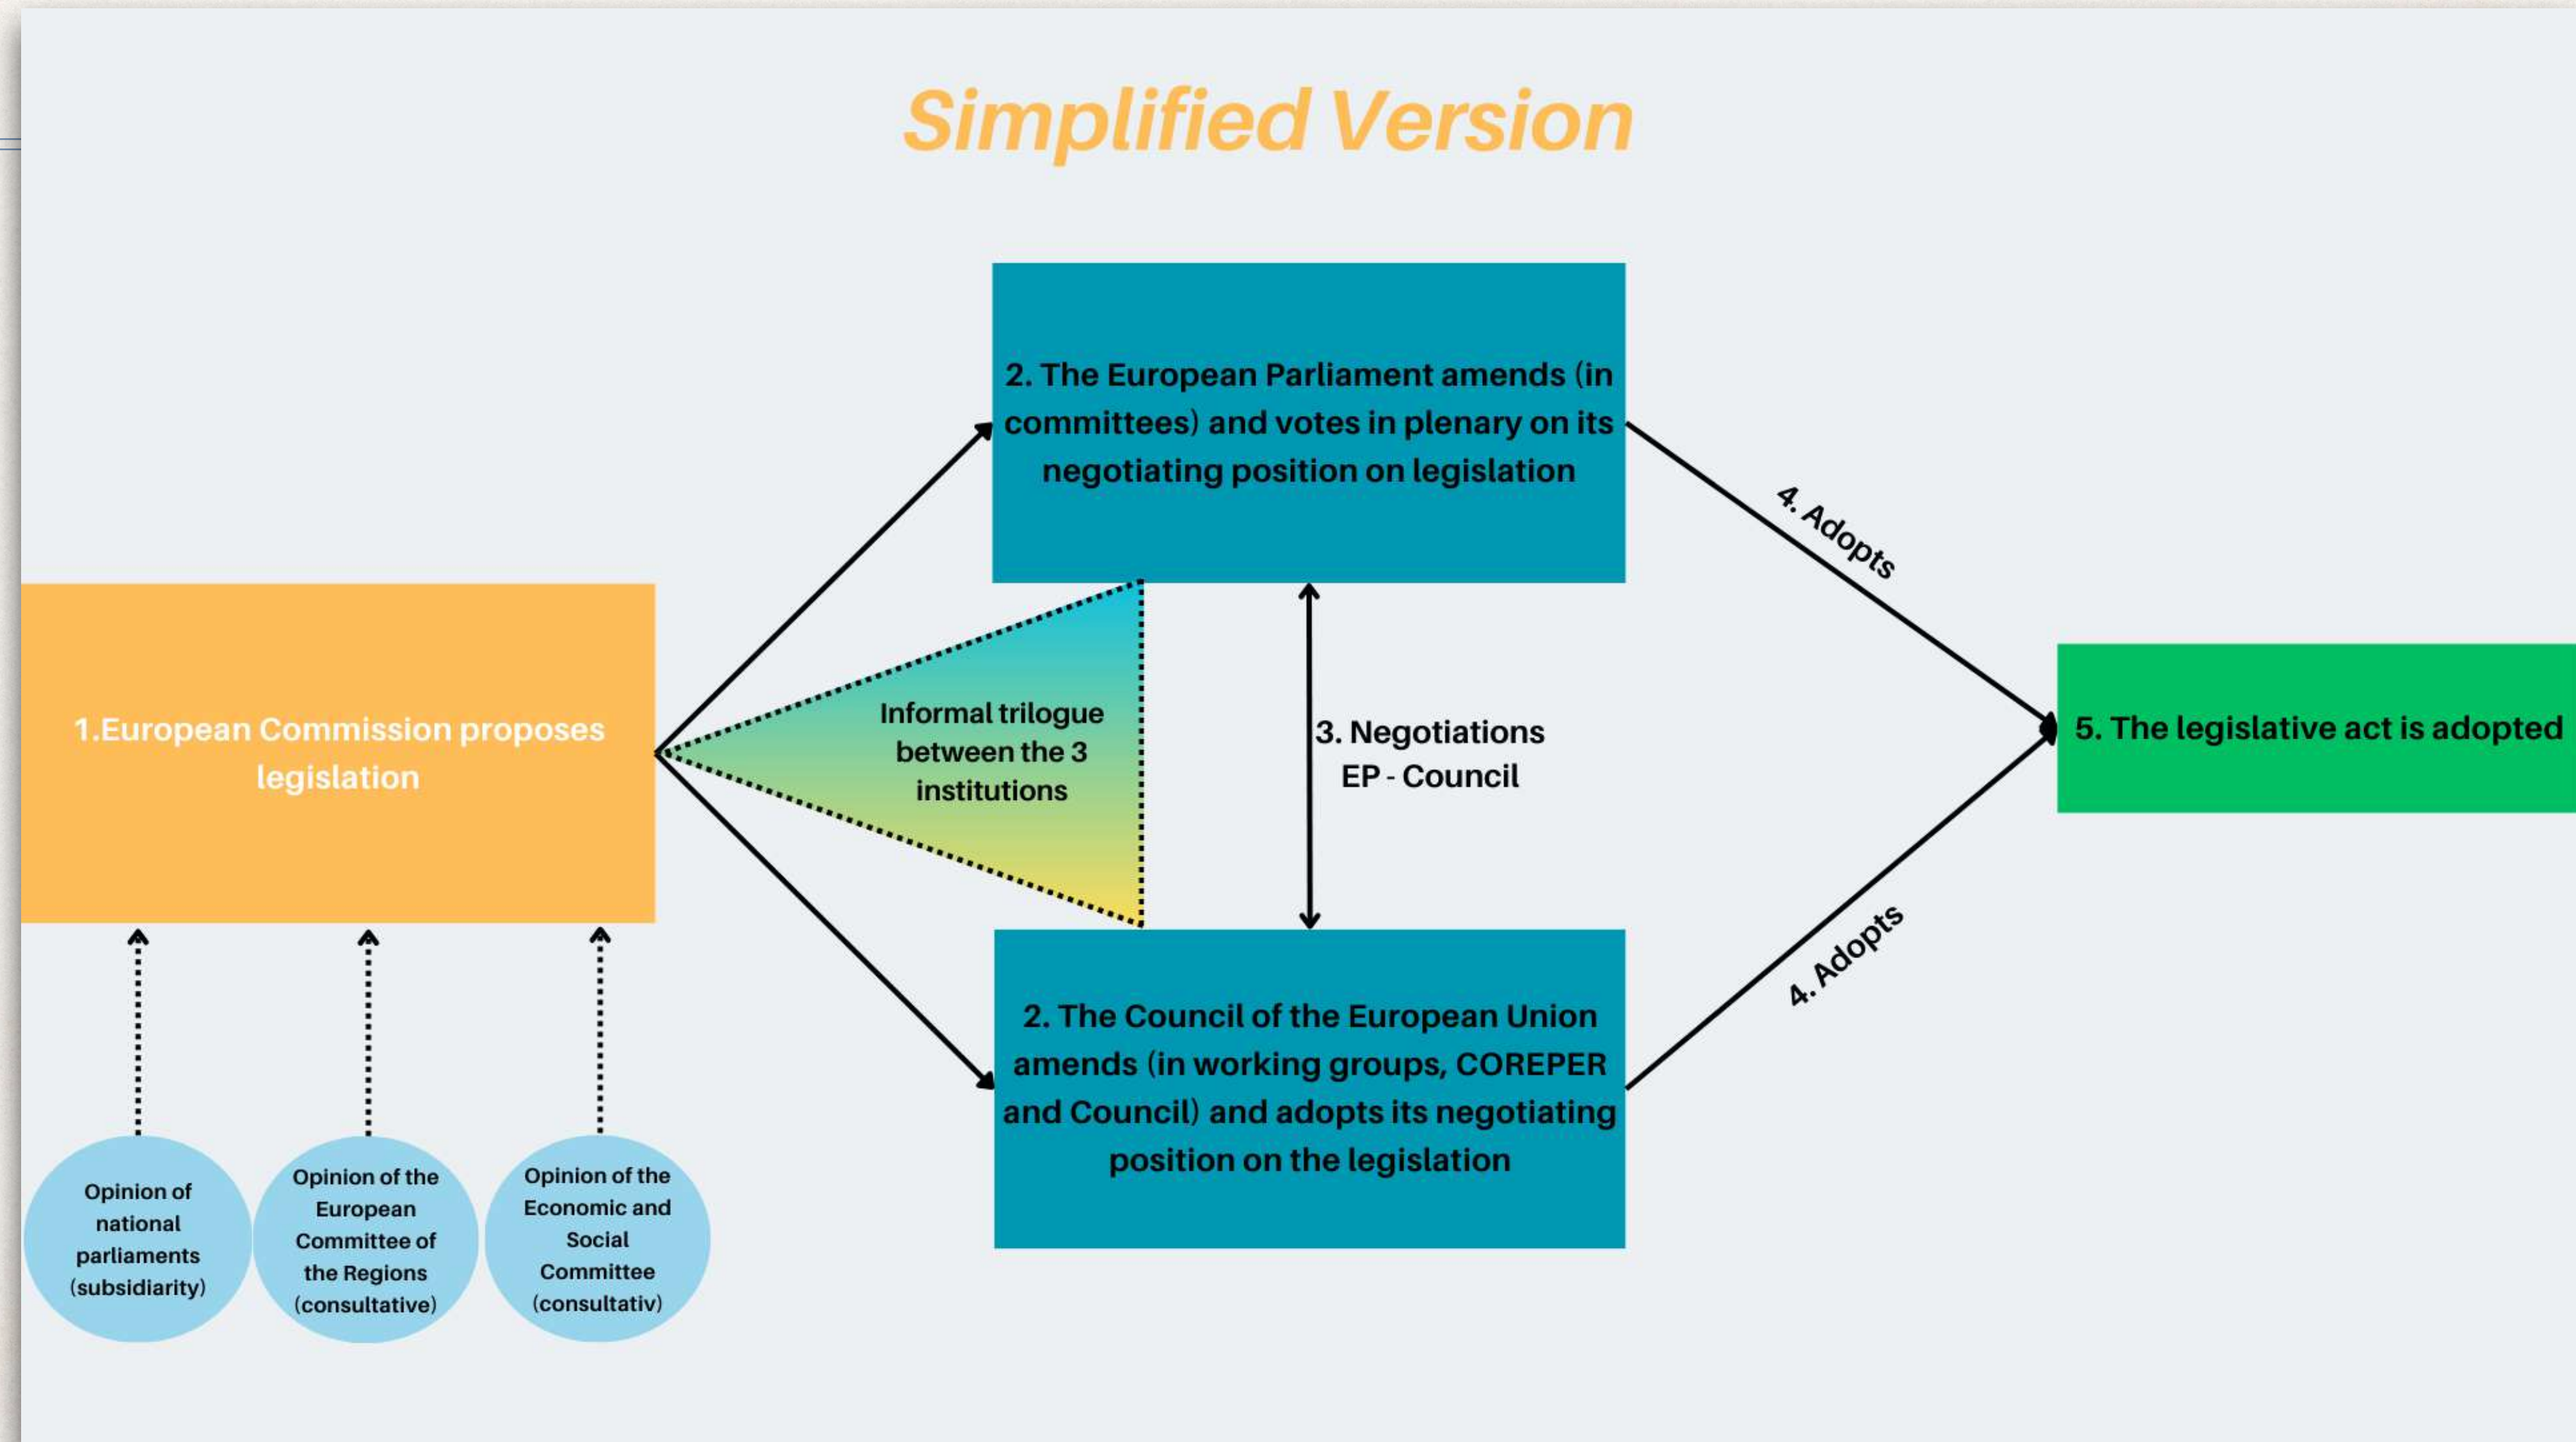 Simplified Version
2. The European Parliament amends (in
committees) and votes in plenary on its
negotiating position on legislation
4. Adopts
1.European Commission proposes
legislation
Informal trilogue
between the 3
institutions
3. Negotiations
EP - Council
5. The legislative act is adopted
4. Adopts
2. The Council of the European Union
amends (in working groups, COREPER
and Council) and adopts its negotiating
position on the legislation
Opinion of
national
parliaments
(subsidiarity)
Opinion of the
European
Committee of
the Regions
(consultative)
Opinion of the
Economic and
Social
Committee
(consultativ)